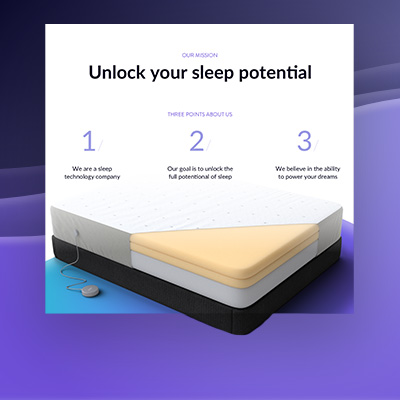 OUR MISSION
Unlock your sleep potential
THREE POINTS ABOUT US
1/ 2/ 3/
We are a sleep
technology company
Our goal is to unlock the
full potentional of sleep
We believe in the ability
to power your dreams